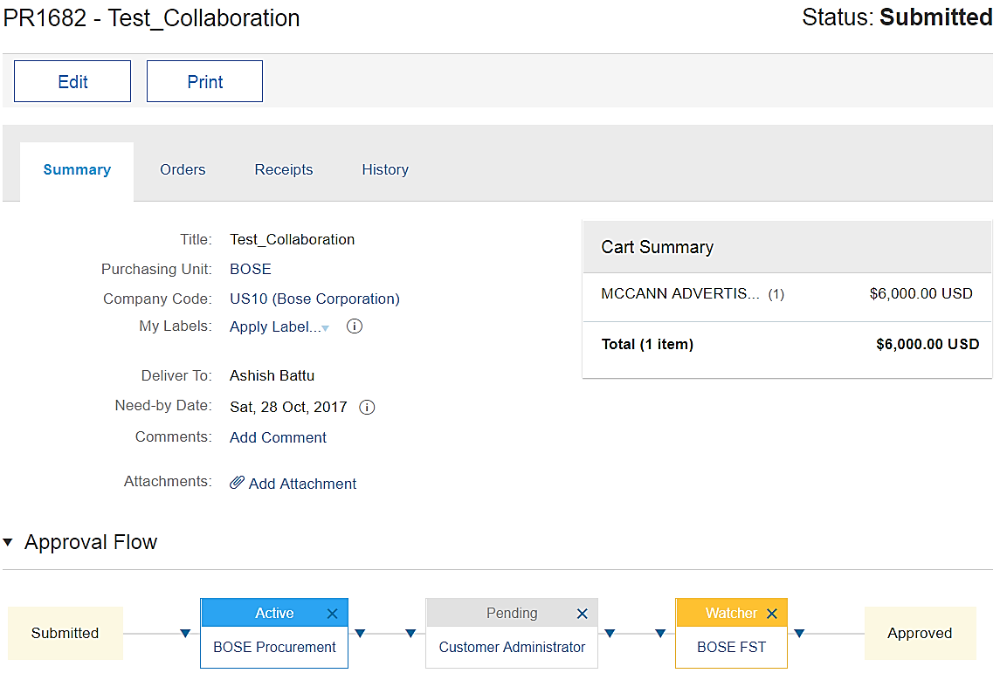 PR1682 - Test_Collaboration
Status: Submitted
Edit
Print
Summary
Orders
Receipts
History
Title: Test_Collaboration
Purchasing Unit: BOSE
Company Code: US10 (Bose Corporation)
My Labels: Apply Label...
Deliver To: Ashish Battu
Need-by Date: Sat, 28 Oct, 2017
Comments: Add Comment
Attachments: Add Attachment
Cart Summary
MCCANN ADVERTIS... (1) $6,000.00 USD
Total (1 item) $6,000.00 USD
Approval Flow
Submitted
Active
BOSE Procurement
Pending
Customer Administrator
Watcher
BOSE FST
Approved